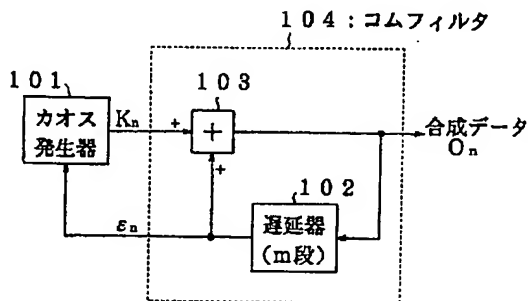 104:コムフィルタ
101
103
カオス
発生器
Kn
+
+
+
合成データ
On
102
遅延器
(m段)
εn